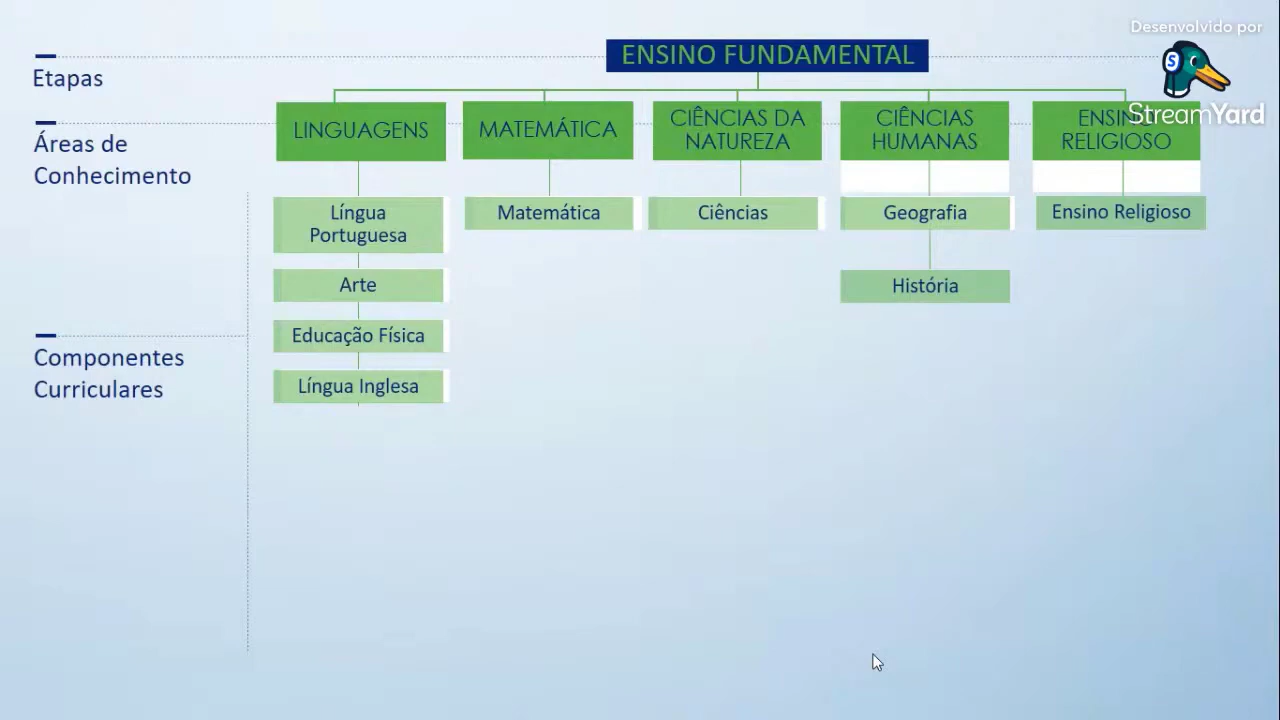 Desenvolvido por
StreamYard
ENSINO FUNDAMENTAL
Etapas
Áreas de
Conhecimento
LINGUAGENS
MATEMÁTICA
CIÊNCIAS DA
NATUREZA
CIÊNCIAS
HUMANAS
ENSINO
RELIGIOSO
Componentes
Curriculares
Língua
Portuguesa
Arte
Educação Física
Língua Inglesa
Matemática
Ciências
Geografia
História
Ensino Religioso